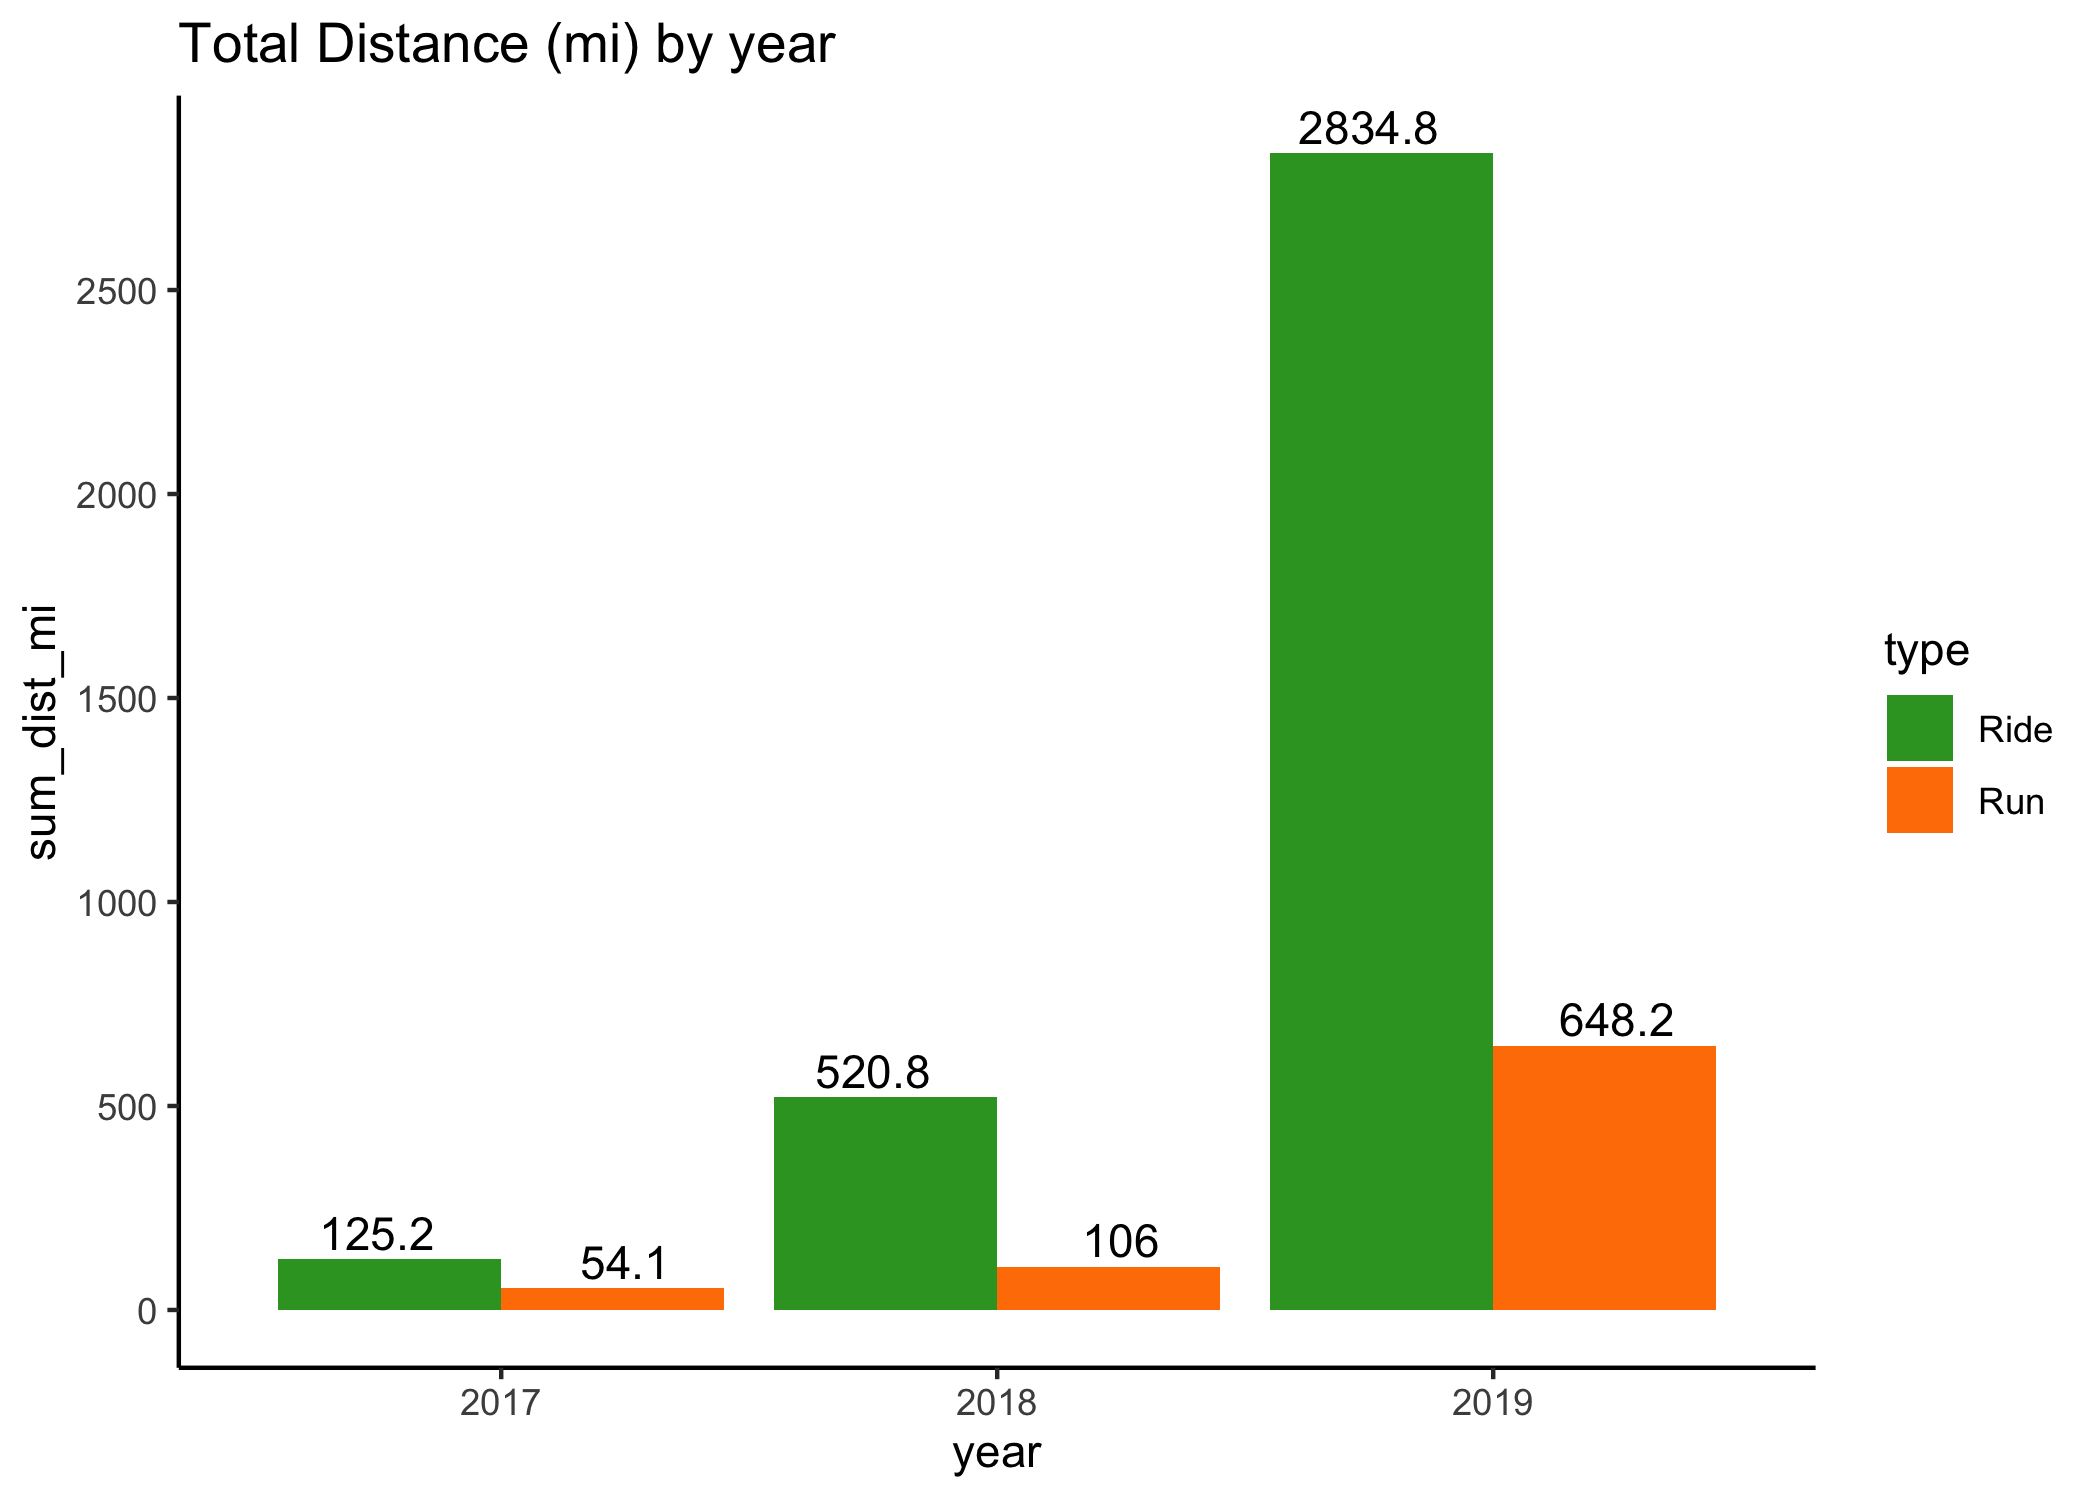 Total Distance (mi) by year
2834.8
2500
2000
1500
1000
500
0
sum_dist_mi
648.2
520.8
125.2
54.1
106
2017
2018
2019
year
type
Ride
Run